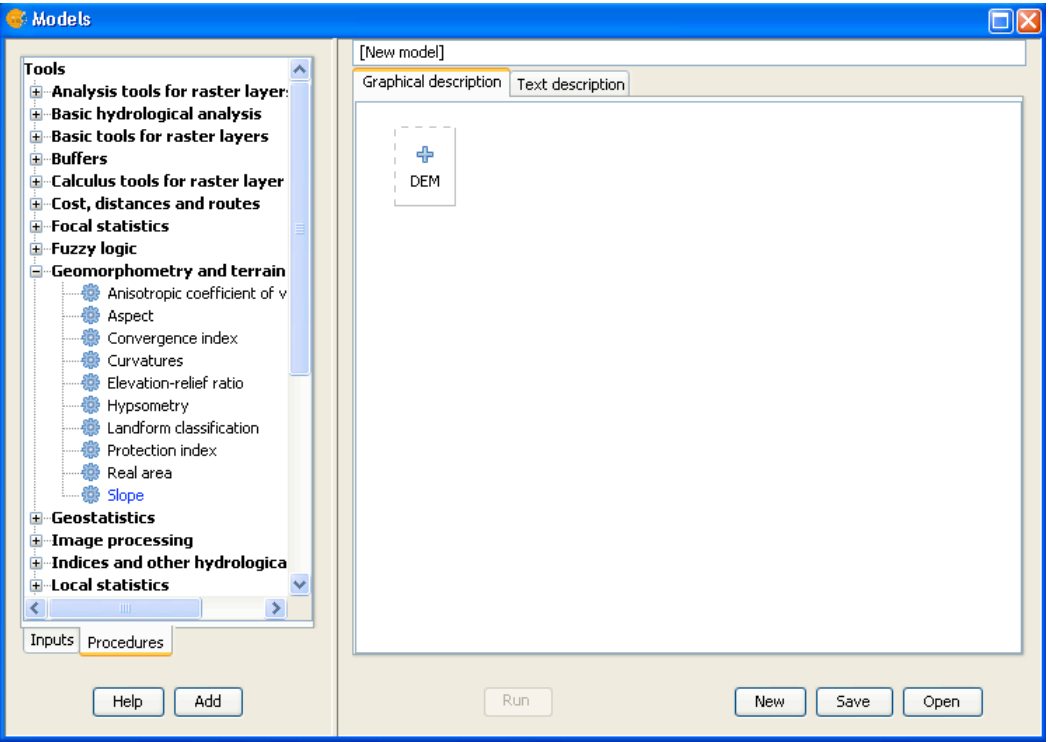 Models
Tools
Analysis tools for raster layer
Basic hydrological analysis
Basic tools for raster layers
Buffers
Calculus tools for raster layer
Cost, distances and routes
Focal statistics
Fuzzy logic
Geomorphometry and terrain
Anisotropic coefficient of v
Aspect
Convergence index
Curvatures
Elevation-relief ratio
Hypsometry
Landform classification
Protection index
Real area
Slope
Geostatistics
Image processing
Indices and other hydrologica
Local statistics
Inputs Procedures
Help Add
[New model]
Graphical description Text description
DEM
Run New Save Open